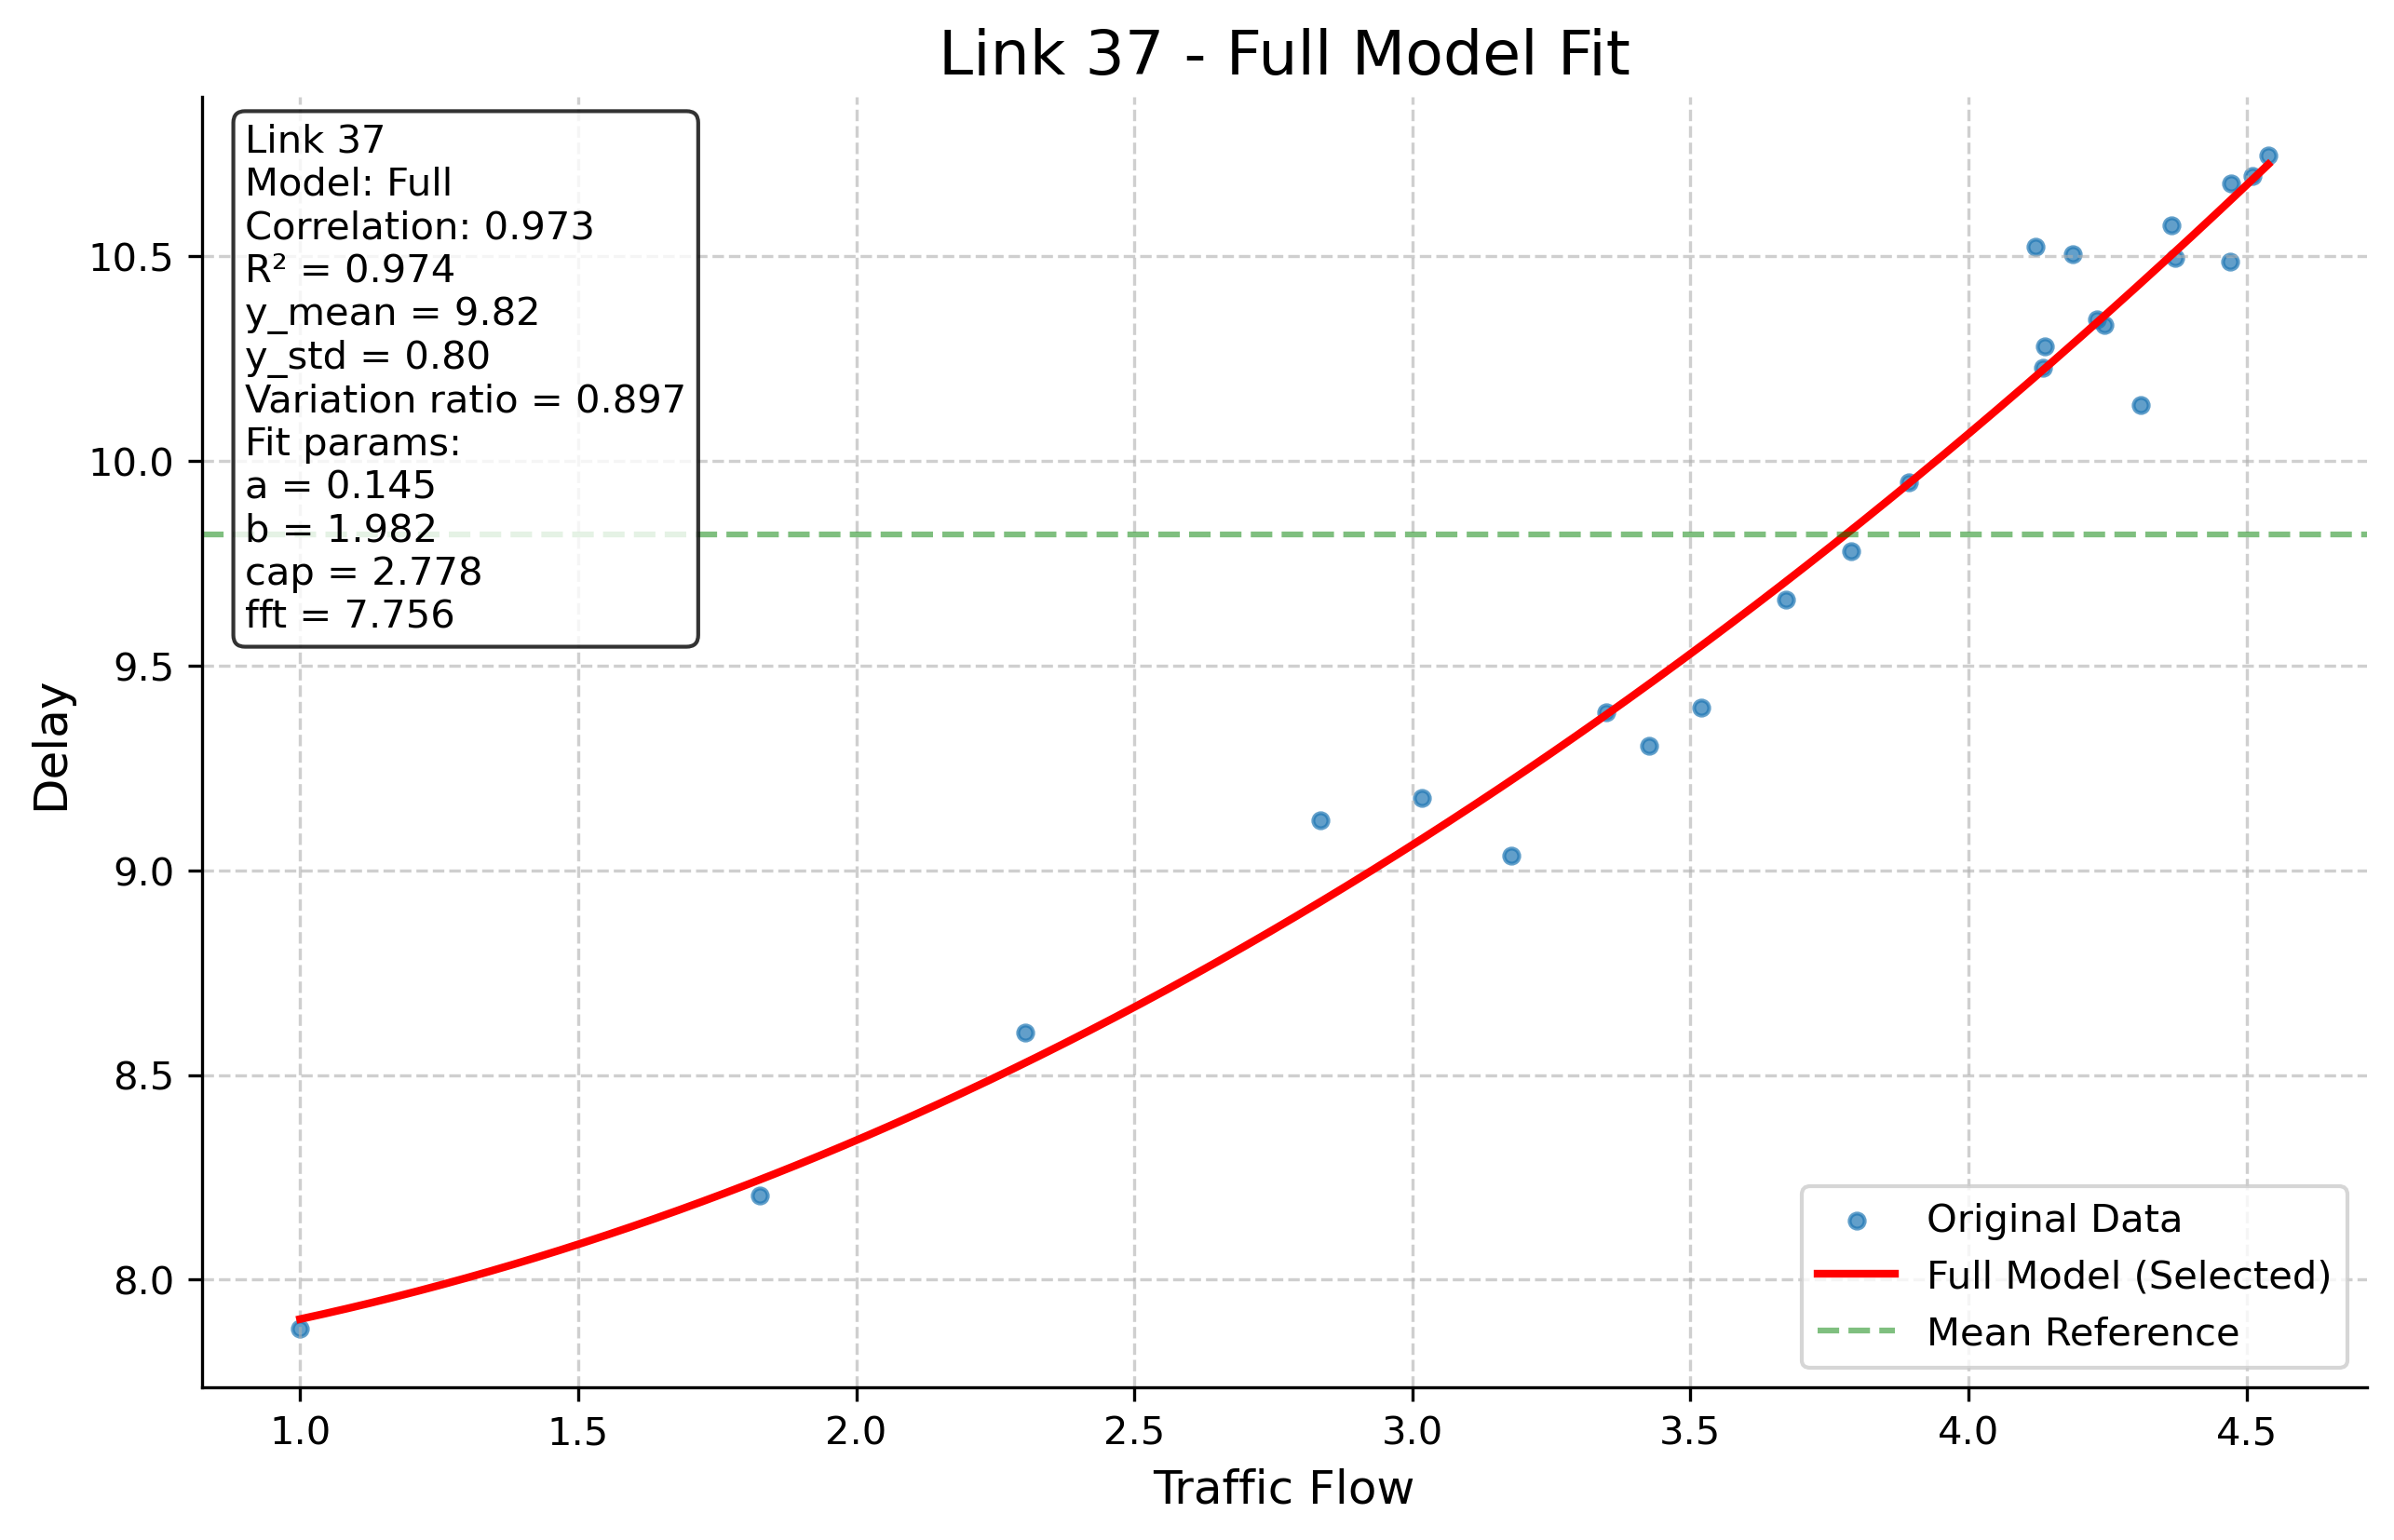 Link 37 - Full Model Fit
Link 37
Model: Full
Correlation: 0.973
R² = 0.974
y_mean = 9.82
y_std = 0.80
Variation ratio = 0.897
Fit params:
a = 0.145
b = 1.982
cap = 2.778
fft = 7.756
10.5
10.0
9.5
9.0
8.5
8.0
Delay
Original Data
Full Model (Selected)
Mean Reference
1.0 1.5 2.0 2.5 3.0 3.5 4.0 4.5
Traffic Flow